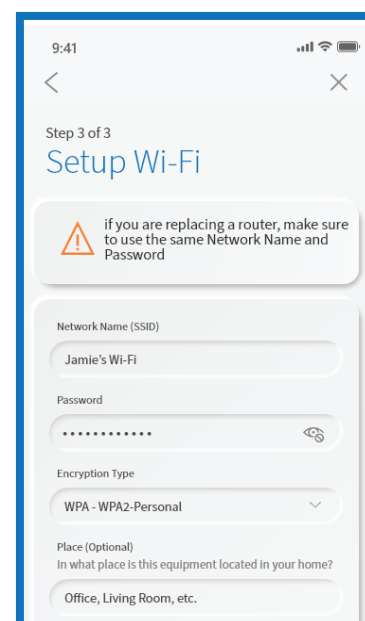 9:41
Step 3 of 3
Setup Wi-Fi
if you are replacing a router, make sure
to use the same Network Name and
Password
Network Name (SSID)
Jamie's Wi-Fi
Password
••••••••••••
Encryption Type
WPA - WPA2-Personal
Place (Optional)
In what place is this equipment located in your home?
Office, Living Room, etc.